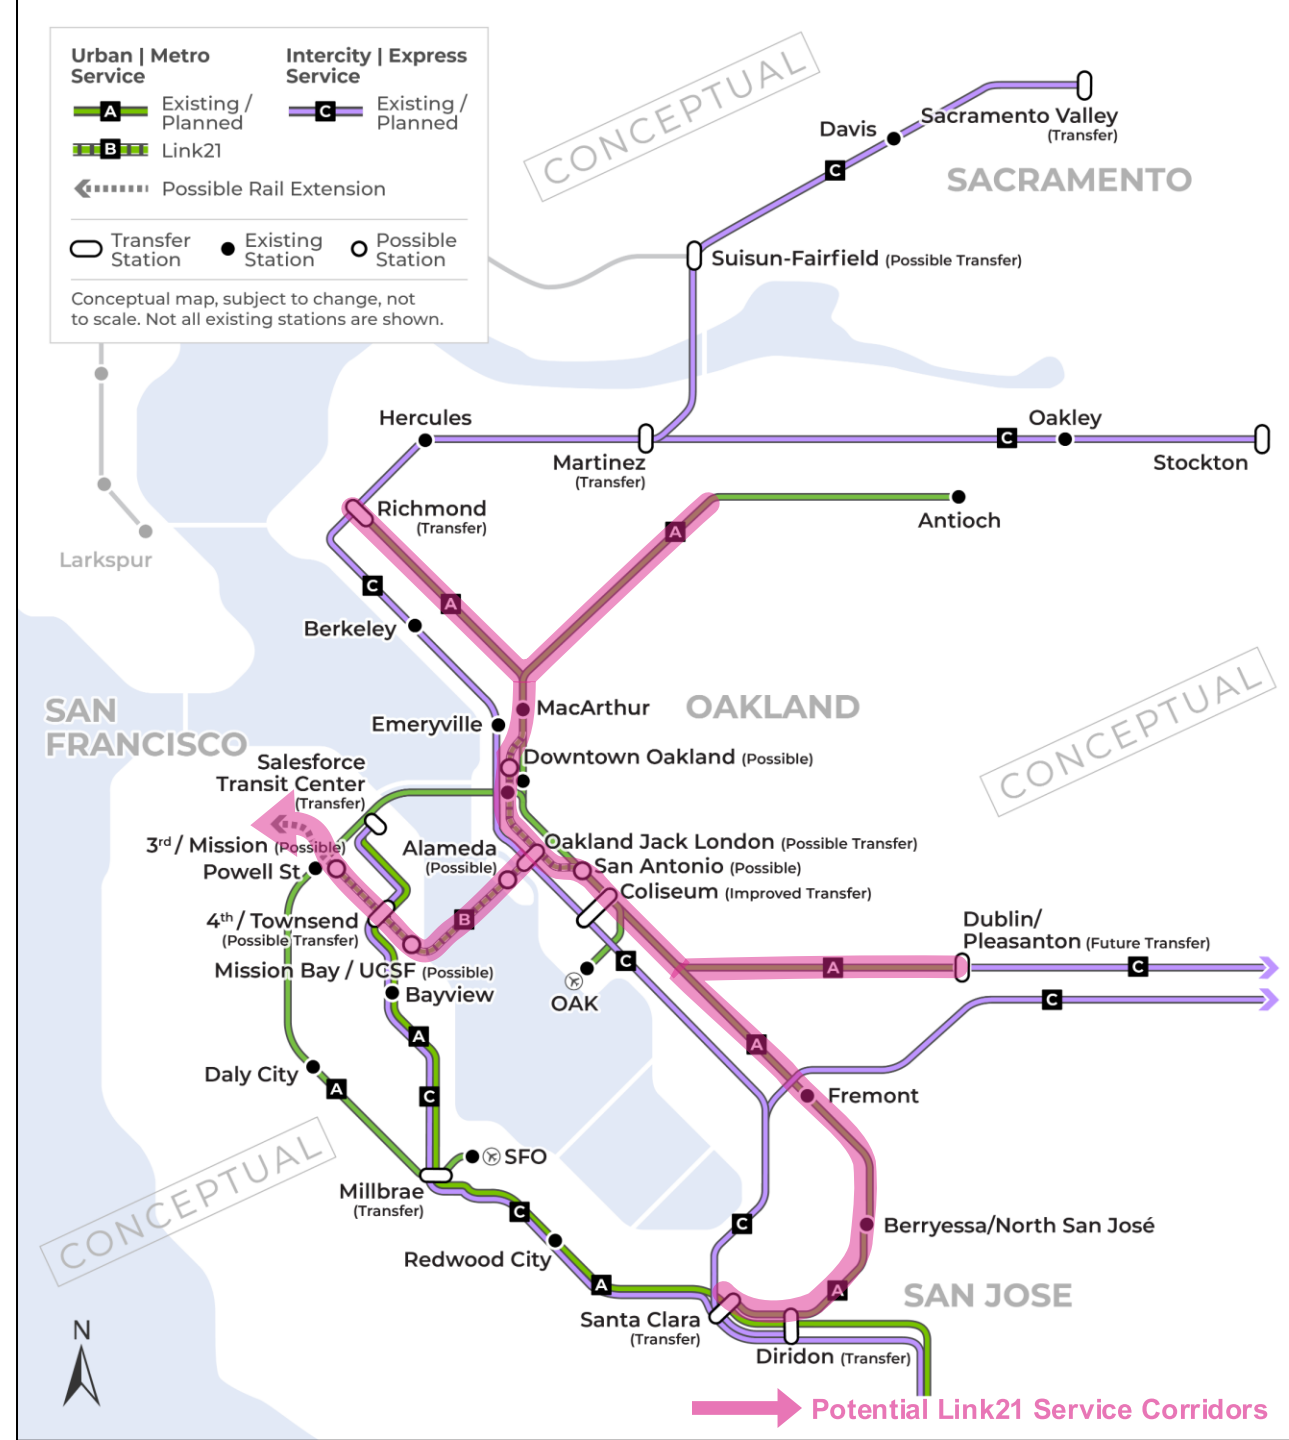 Urban | Metro
Service
A
Existing /
Planned
B
Link21
Possible Rail Extension
Intercity | Express
Service
C
Existing /
Planned
Transfer
Station
Existing
Station
Possible
Station
Conceptual map, subject to change, not
to scale. Not all existing stations are shown.
CONCEPTUAL
Sacramento Valley
(Transfer)
Davis
C
SACRAMENTO
Suisun-Fairfield (Possible Transfer)
Hercules
Oakley
C
Martinez
(Transfer)
Stockton
Richmond
(Transfer)
Antioch
A
Larkspur
C
A
Berkeley
CONCEPTUAL
SAN
FRANCISCO
OAKLAND
MacArthur
Emeryville
Downtown Oakland (Possible)
Salesforce
Transit Center
(Transfer)
3rd / Mission (Possible)
Powell St
Alameda
(Possible)
Oakland Jack London (Possible Transfer)
San Antonio (Possible)
Coliseum (Improved Transfer)
4th / Townsend
(Possible Transfer)
B
Dublin/
Pleasanton (Future Transfer)
Mission Bay / UCSF (Possible)
C
A
C
Bayview
OAK
C
A
A
Daly City
A
C
Fremont
CONCEPTUAL
SFO
Millbrae
(Transfer)
C
C
Berryessa/North San José
Redwood City
A
A
SAN JOSE
Santa Clara
(Transfer)
N
Diridon (Transfer)
Potential Link21 Service Corridors